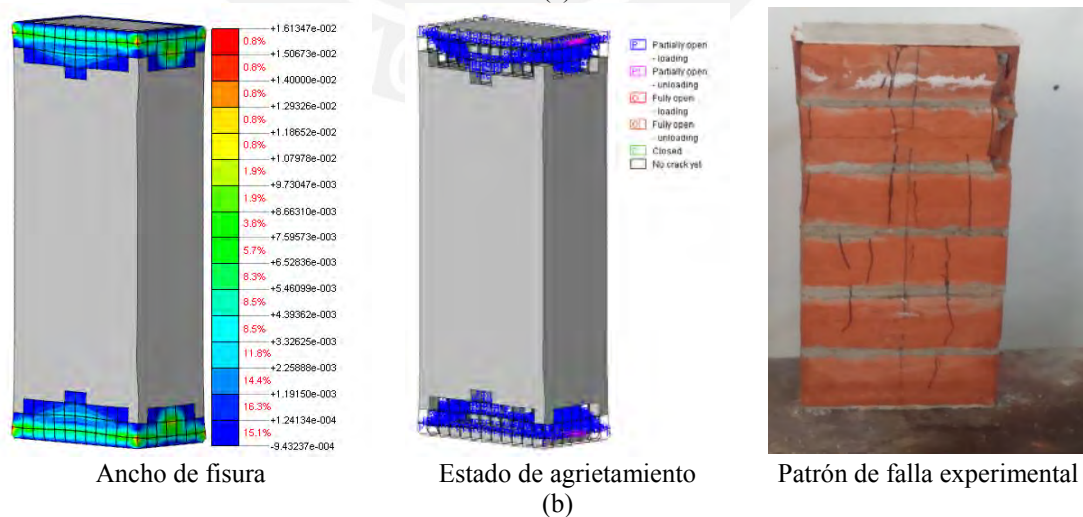 +1.61347e-002
0.8%
+1.50673e-002
0.8%
+1.40000e-002
0.8%
+1.29326e-002
0.8%
+1.18652e-002
0.8%
+1.07978e-002
1.9%
+9.73047e-003
1.9%
+8.66310e-003
3.8%
+7.59573e-003
5.7%
+6.52836e-003
8.3%
+5.46099e-003
8.5%
+4.39362e-003
8.5%
+3.32625e-003
11.8%
+2.25888e-003
14.4%
+1.19150e-003
16.3%
+1.24134e-004
15.1%
-9.43237e-004
Partially open
- loading
Partially open
- unloading
Fully open
- loading
Fully open
- unloading
Closed
No crack yet
Ancho de fisura
Estado de agrietamiento
Patrón de falla experimental
(b)